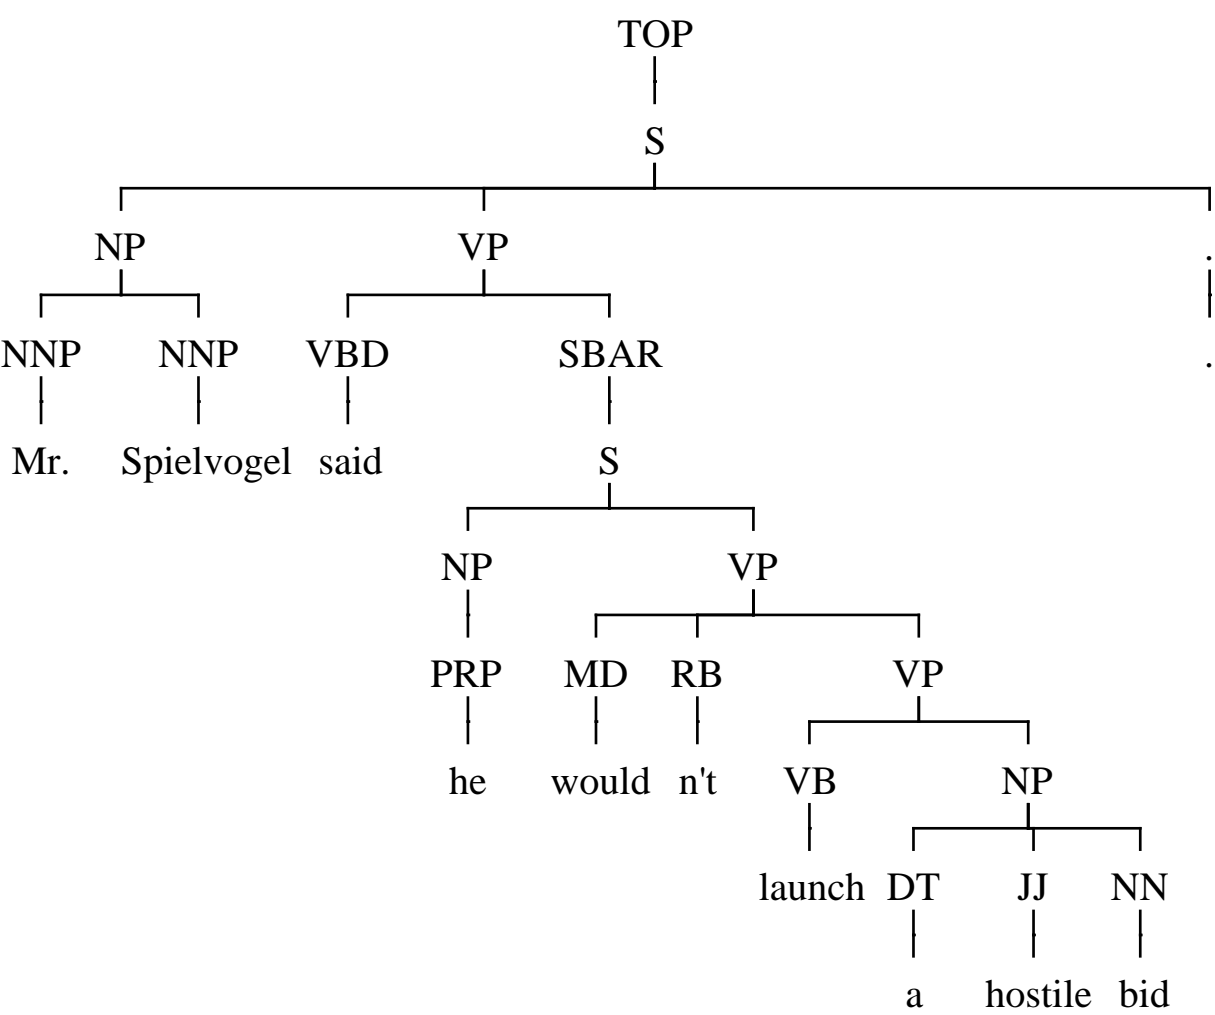 TOP
S
NP VP .
NNP NNP VBD SBAR .
Mr. Spielvogel said S
NP VP
PRP MD RB VP
he would n't VB NP
launch DT JJ NN
a hostile bid